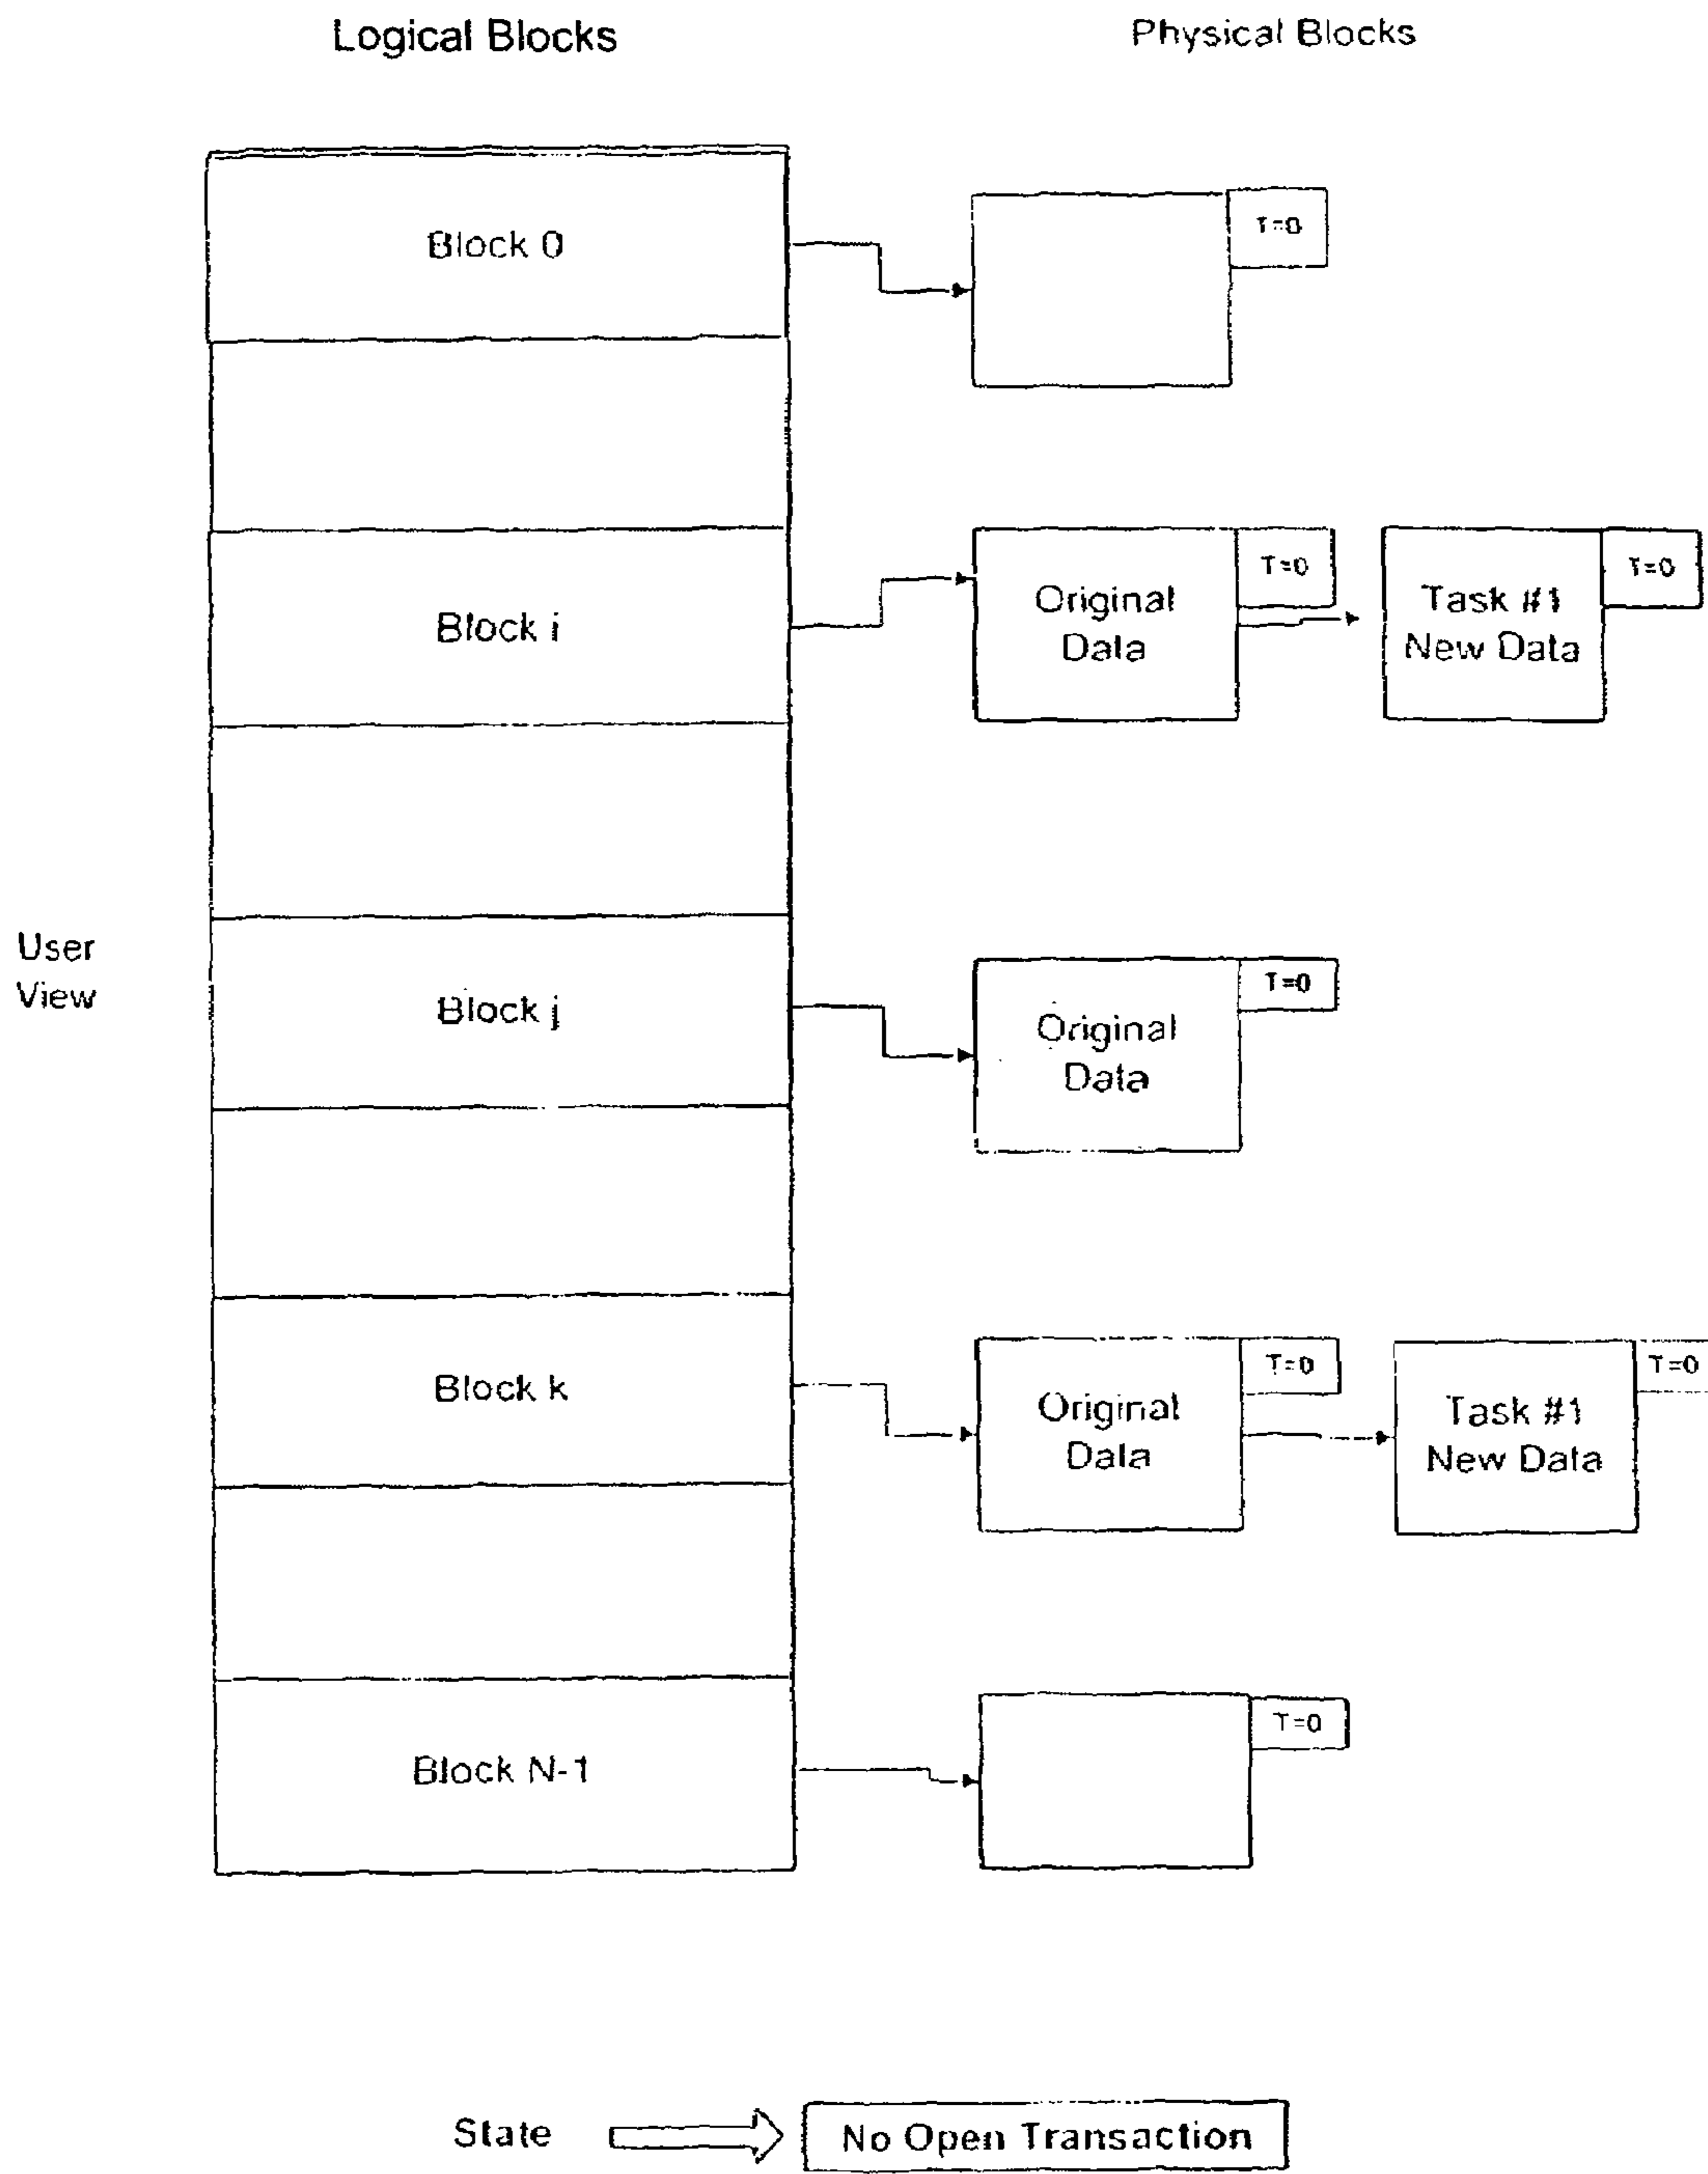 Logical Blocks
Physical Blocks
Block 0
T=0
Block i
Original
Data
T=0
Task #1
New Data
T=0
User
View
Block j
Original
Data
T=0
Block k
Original
Data
T=0
Task #1
New Data
T=0
Block N-1
T=0
State
No Open Transaction